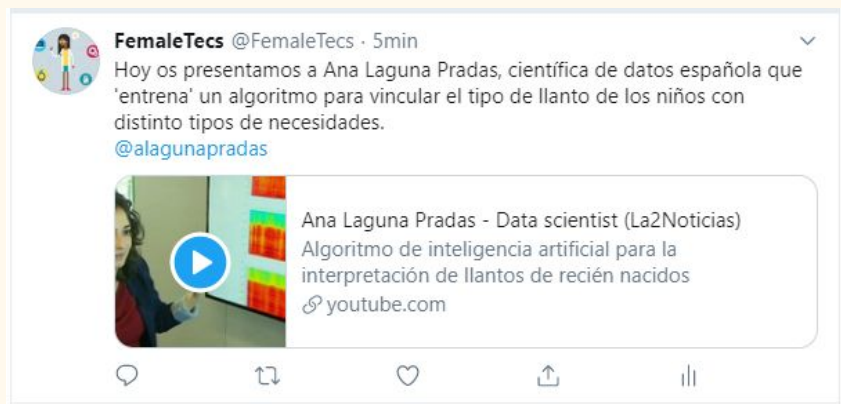 FemaleTecs @FemaleTecs · 5min
Hoy os presentamos a Ana Laguna Pradas, científica de datos española que
'entrena' un algoritmo para vincular el tipo de llanto de los niños con
distinto tipos de necesidades.
@alagunapradas
Ana Laguna Pradas - Data scientist (La2Noticias)
Algoritmo de inteligencia artificial para la
interpretación de llantos de recién nacidos
youtube.com